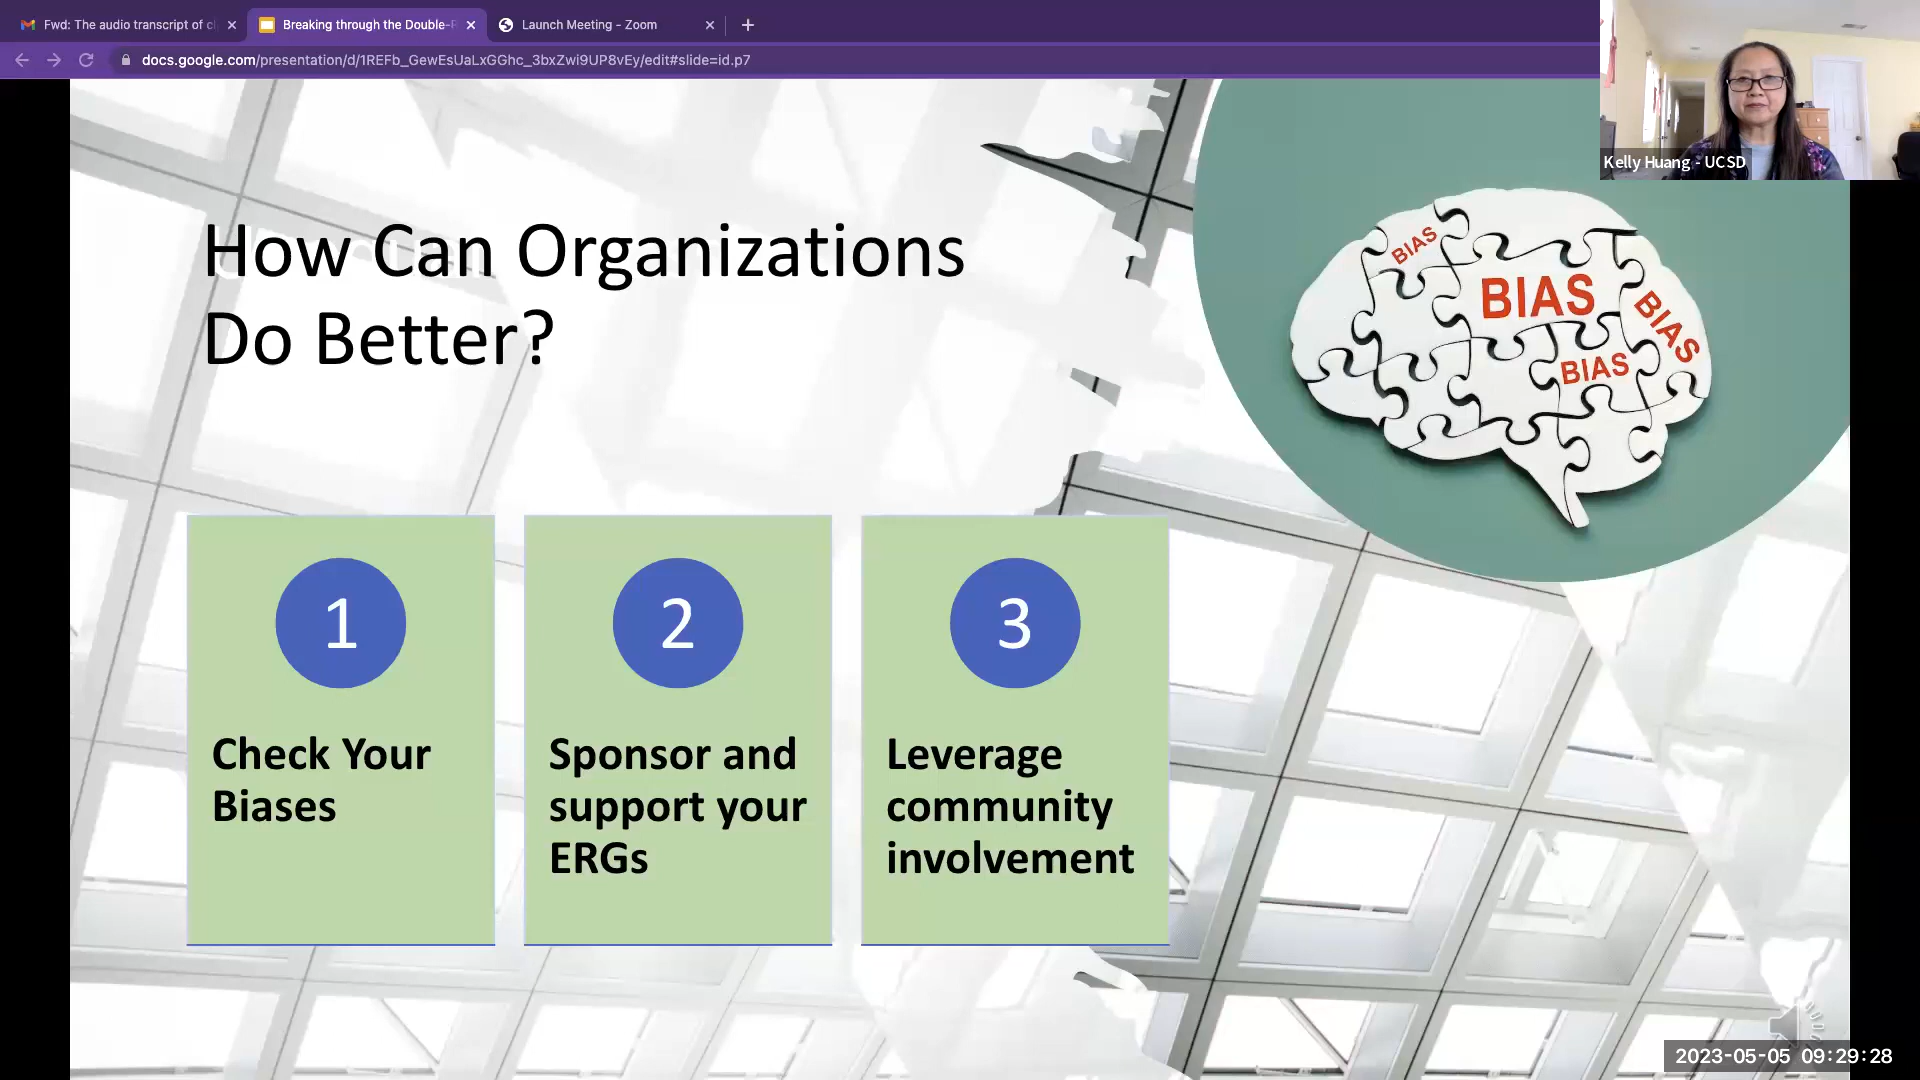 Fwd: The audio transcript of cl
Breaking through the Double-P
Launch Meeting - Zoom
docs.google.com/presentation/d/1REFb_GewEsUaLxGGhc_3bxZwi9UP8vEy/edit#slide=id.p7
Kelly Huang - UCSD
How Can Organizations
Do Better?
BIAS
BIAS
BIAS
BIAS
1
Check Your
Biases
2
Sponsor and
support your
ERGs
3
Leverage
community
involvement
2023-05-05 09:29:28